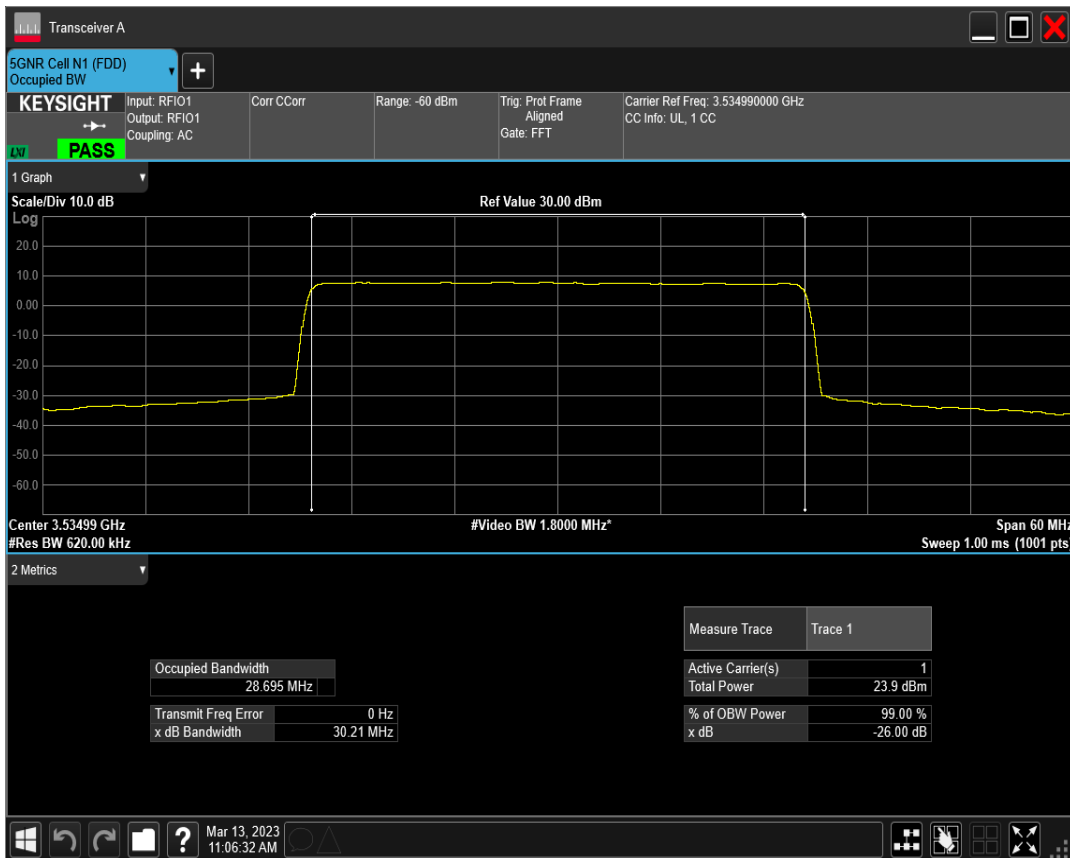 Transceiver A
5GNR Cell N1 (FDD)
Occupied BW
+
KEYSIGHT
LXI
PASS
Input: RFIO1
Output: RFIO1
Coupling: AC
Corr CCorr
Range: -60 dBm
Trig: Prot Frame
Aligned
Gate: FFT
Carrier Ref Freq: 3.534990000 GHz
CC Info: UL, 1 CC
1 Graph
Scale/Div 10.0 dB
Ref Value 30.00 dBm
Log
20.0
10.0
0.00
-10.0
-20.0
-30.0
-40.0
-50.0
-60.0
Center 3.53499 GHz
#Video BW 1.8000 MHz*
Span 60 MHz
#Res BW 620.00 kHz
Sweep 1.00 ms (1001 pts)
2 Metrics
Measure Trace Trace 1
Occupied Bandwidth
28.695 MHz
Active Carrier(s) 1
Total Power 23.9 dBm
Transmit Freq Error 0 Hz
x dB Bandwidth 30.21 MHz
% of OBW Power 99.00 %
x dB -26.00 dB
?
Mar 13, 2023
11:06:32 AM